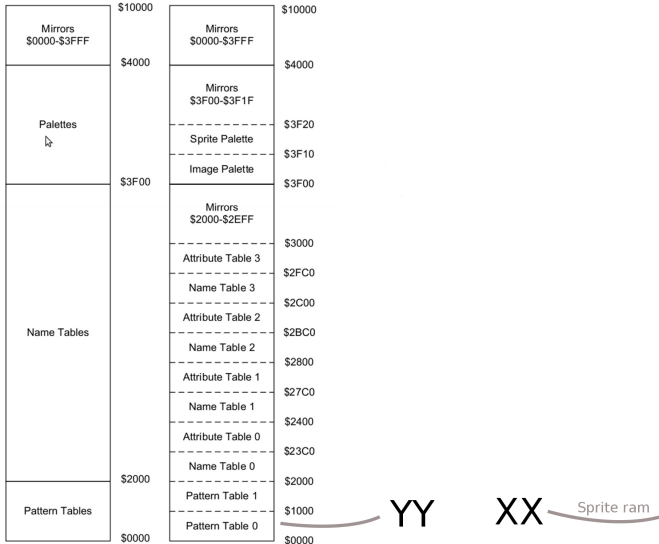 $10000
Mirrors
$0000-$3FFF
$4000
Palettes
$3F00
Name Tables
$2000
Pattern Tables
$0000
$10000
Mirrors
$0000-$3FFF
$4000
Mirrors
$3F00-$3F1F
$3F20
Sprite Palette
$3F10
Image Palette
$3F00
Mirrors
$2000-$2EFF
$3000
Attribute Table 3
$2FC0
Name Table 3
$2C00
Attribute Table 2
$2BC0
Name Table 2
$2800
Attribute Table 1
$27C0
Name Table 1
$2400
Attribute Table 0
$23C0
Name Table 0
$2000
Pattern Table 1
$1000
Pattern Table 0
$0000
YY
XX
Sprite ram